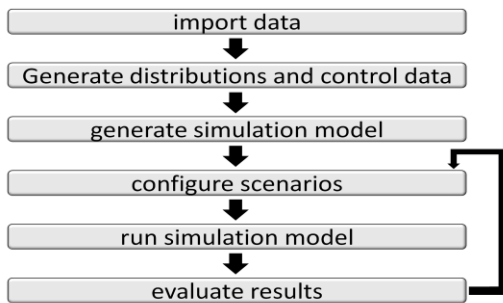 import data
Generate distributions and control data
generate simulation model
configure scenarios
run simulation model
evaluate results